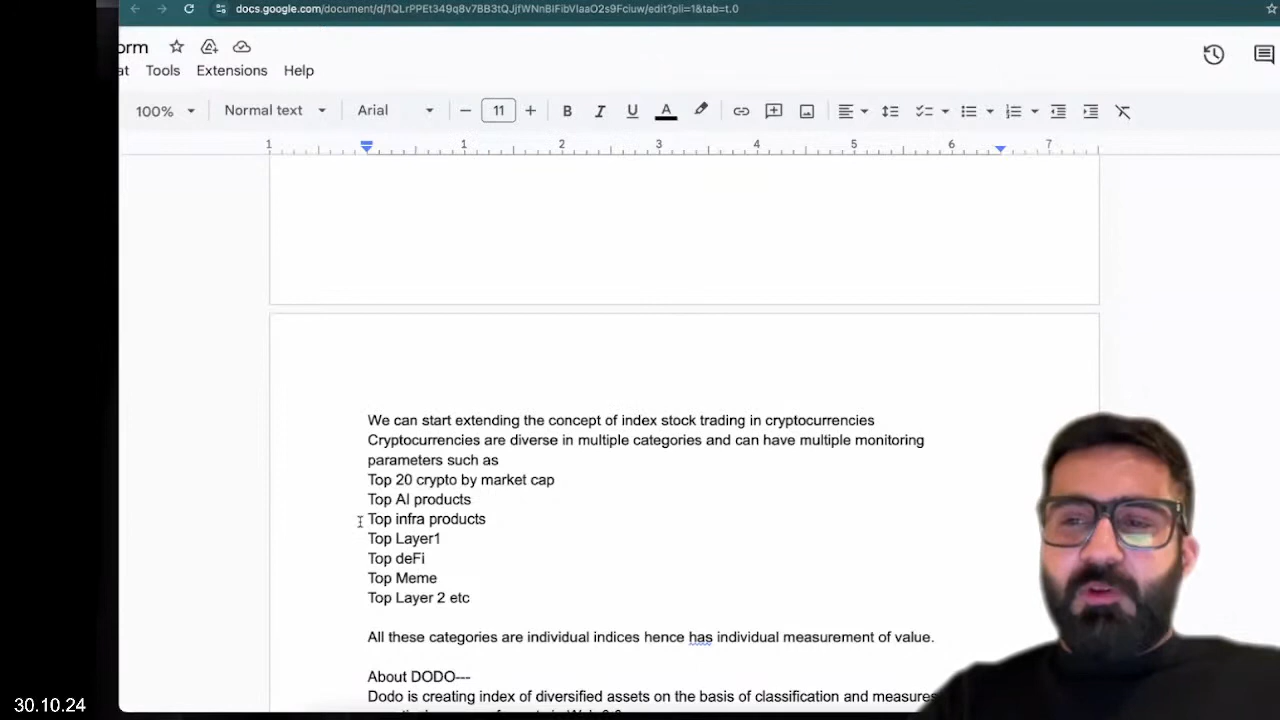 docs.google.com/document/d/1QLrPPEt349q8v7BB3tQJjfWNnBIFibVIaaO2s9Fciuw/edit?pli=1&tab=t.0
orm
at Tools Extensions Help
100% Normal text Arial 11 B I U A
1 1 2 3 4 5 6 7
We can start extending the concept of index stock trading in cryptocurrencies
Cryptocurrencies are diverse in multiple categories and can have multiple monitoring
parameters such as
Top 20 crypto by market cap
Top AI products
Top infra products
Top Layer1
Top deFi
Top Meme
Top Layer 2 etc
All these categories are individual indices hence has individual measurement of value.
About DODO---
Dodo is creating index of diversified assets on the basis of classification and measures
30.10.24